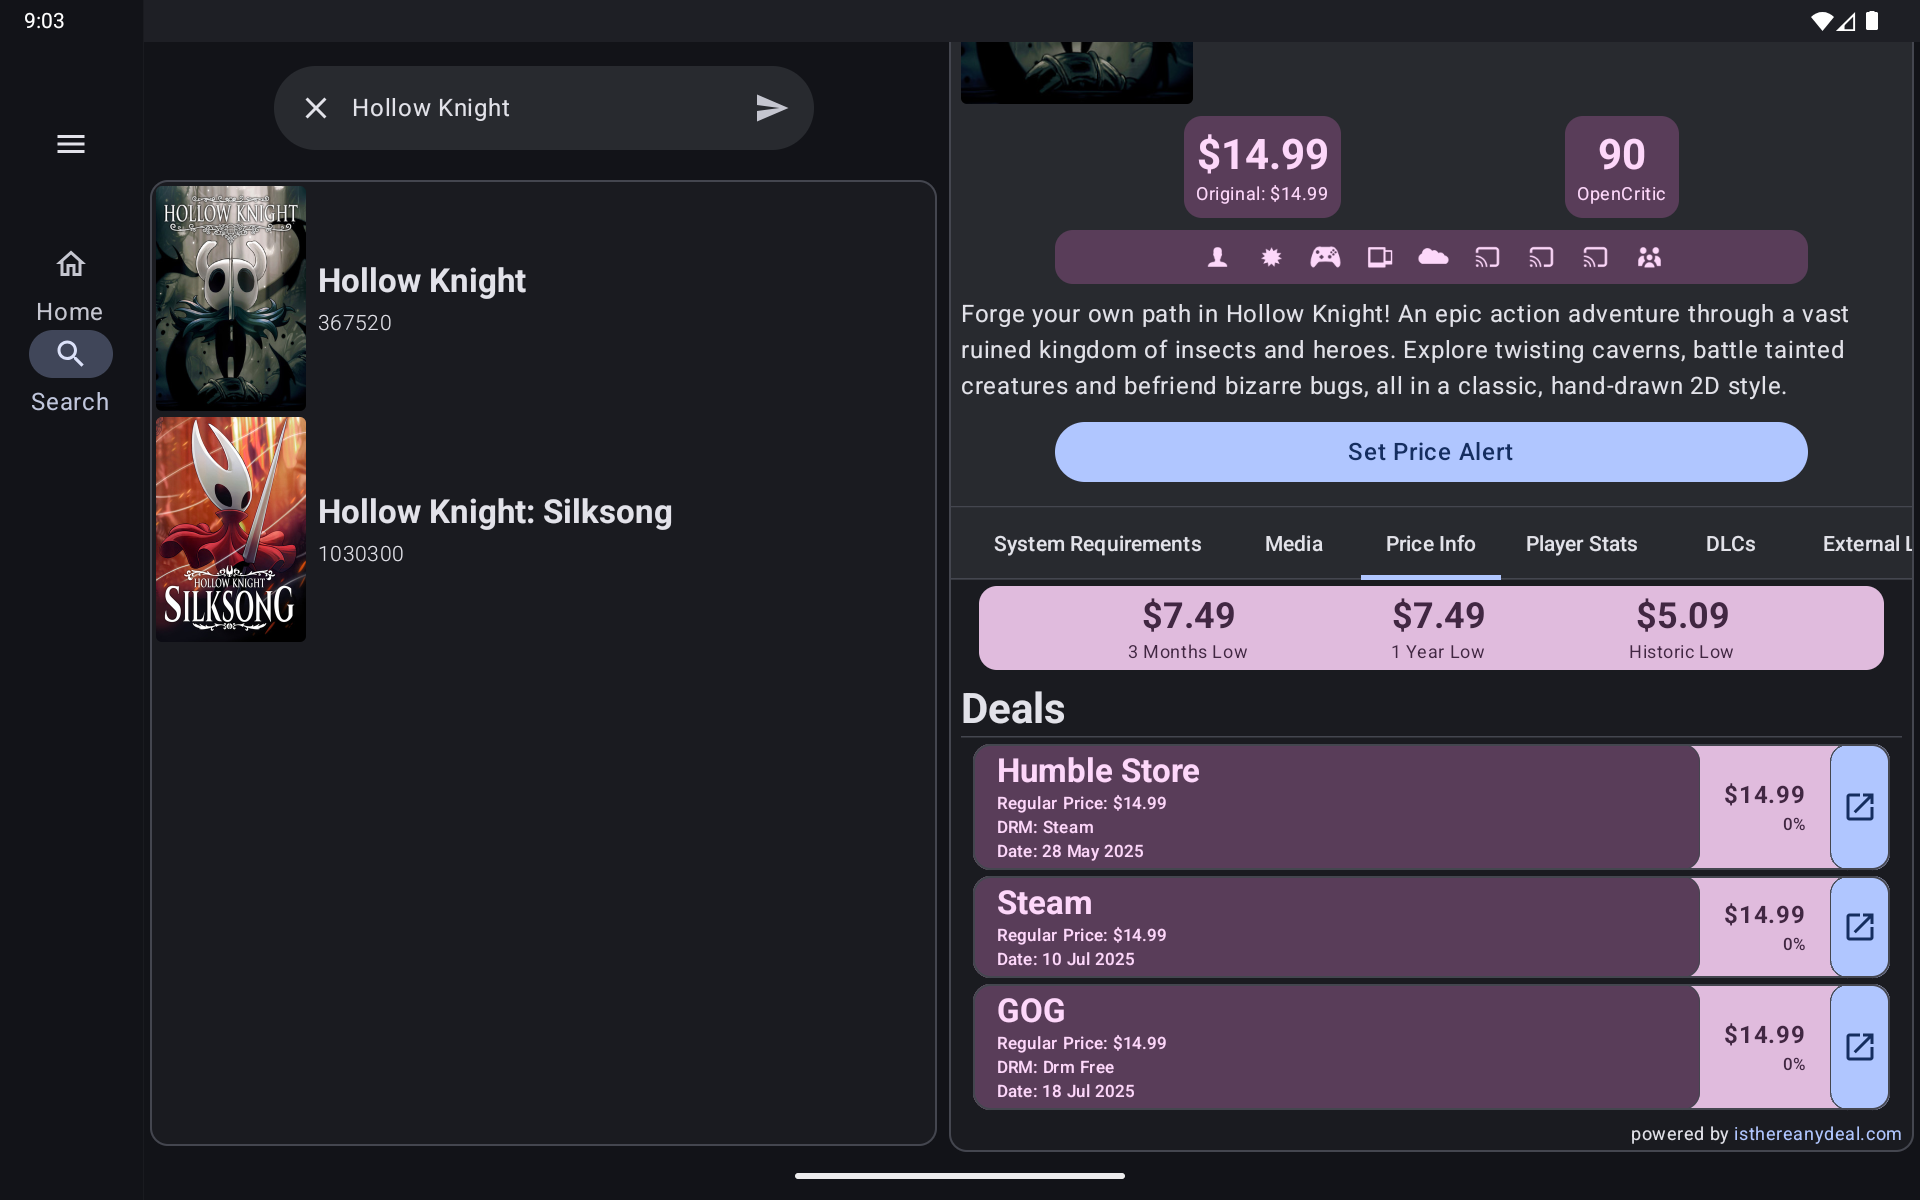 9:03
Hollow Knight
Home
Search
HOLLOW KNIGHT
Hollow Knight
367520
HOLLOW KNIGHT
SILKSONG
Hollow Knight: Silksong
1030300
$14.99
Original: $14.99
90
OpenCritic
Forge your own path in Hollow Knight! An epic action adventure through a vast
ruined kingdom of insects and heroes. Explore twisting caverns, battle tainted
creatures and befriend bizarre bugs, all in a classic, hand-drawn 2D style.
Set Price Alert
System Requirements Media Price Info Player Stats DLCs External L
$7.49 $7.49 $5.09
3 Months Low 1 Year Low Historic Low
Deals
Humble Store
Regular Price: $14.99
DRM: Steam
Date: 28 May 2025
$14.99
0%
Steam
Regular Price: $14.99
Date: 10 Jul 2025
$14.99
0%
GOG
Regular Price: $14.99
DRM: Drm Free
Date: 18 Jul 2025
$14.99
0%
powered by isthereanydeal.com